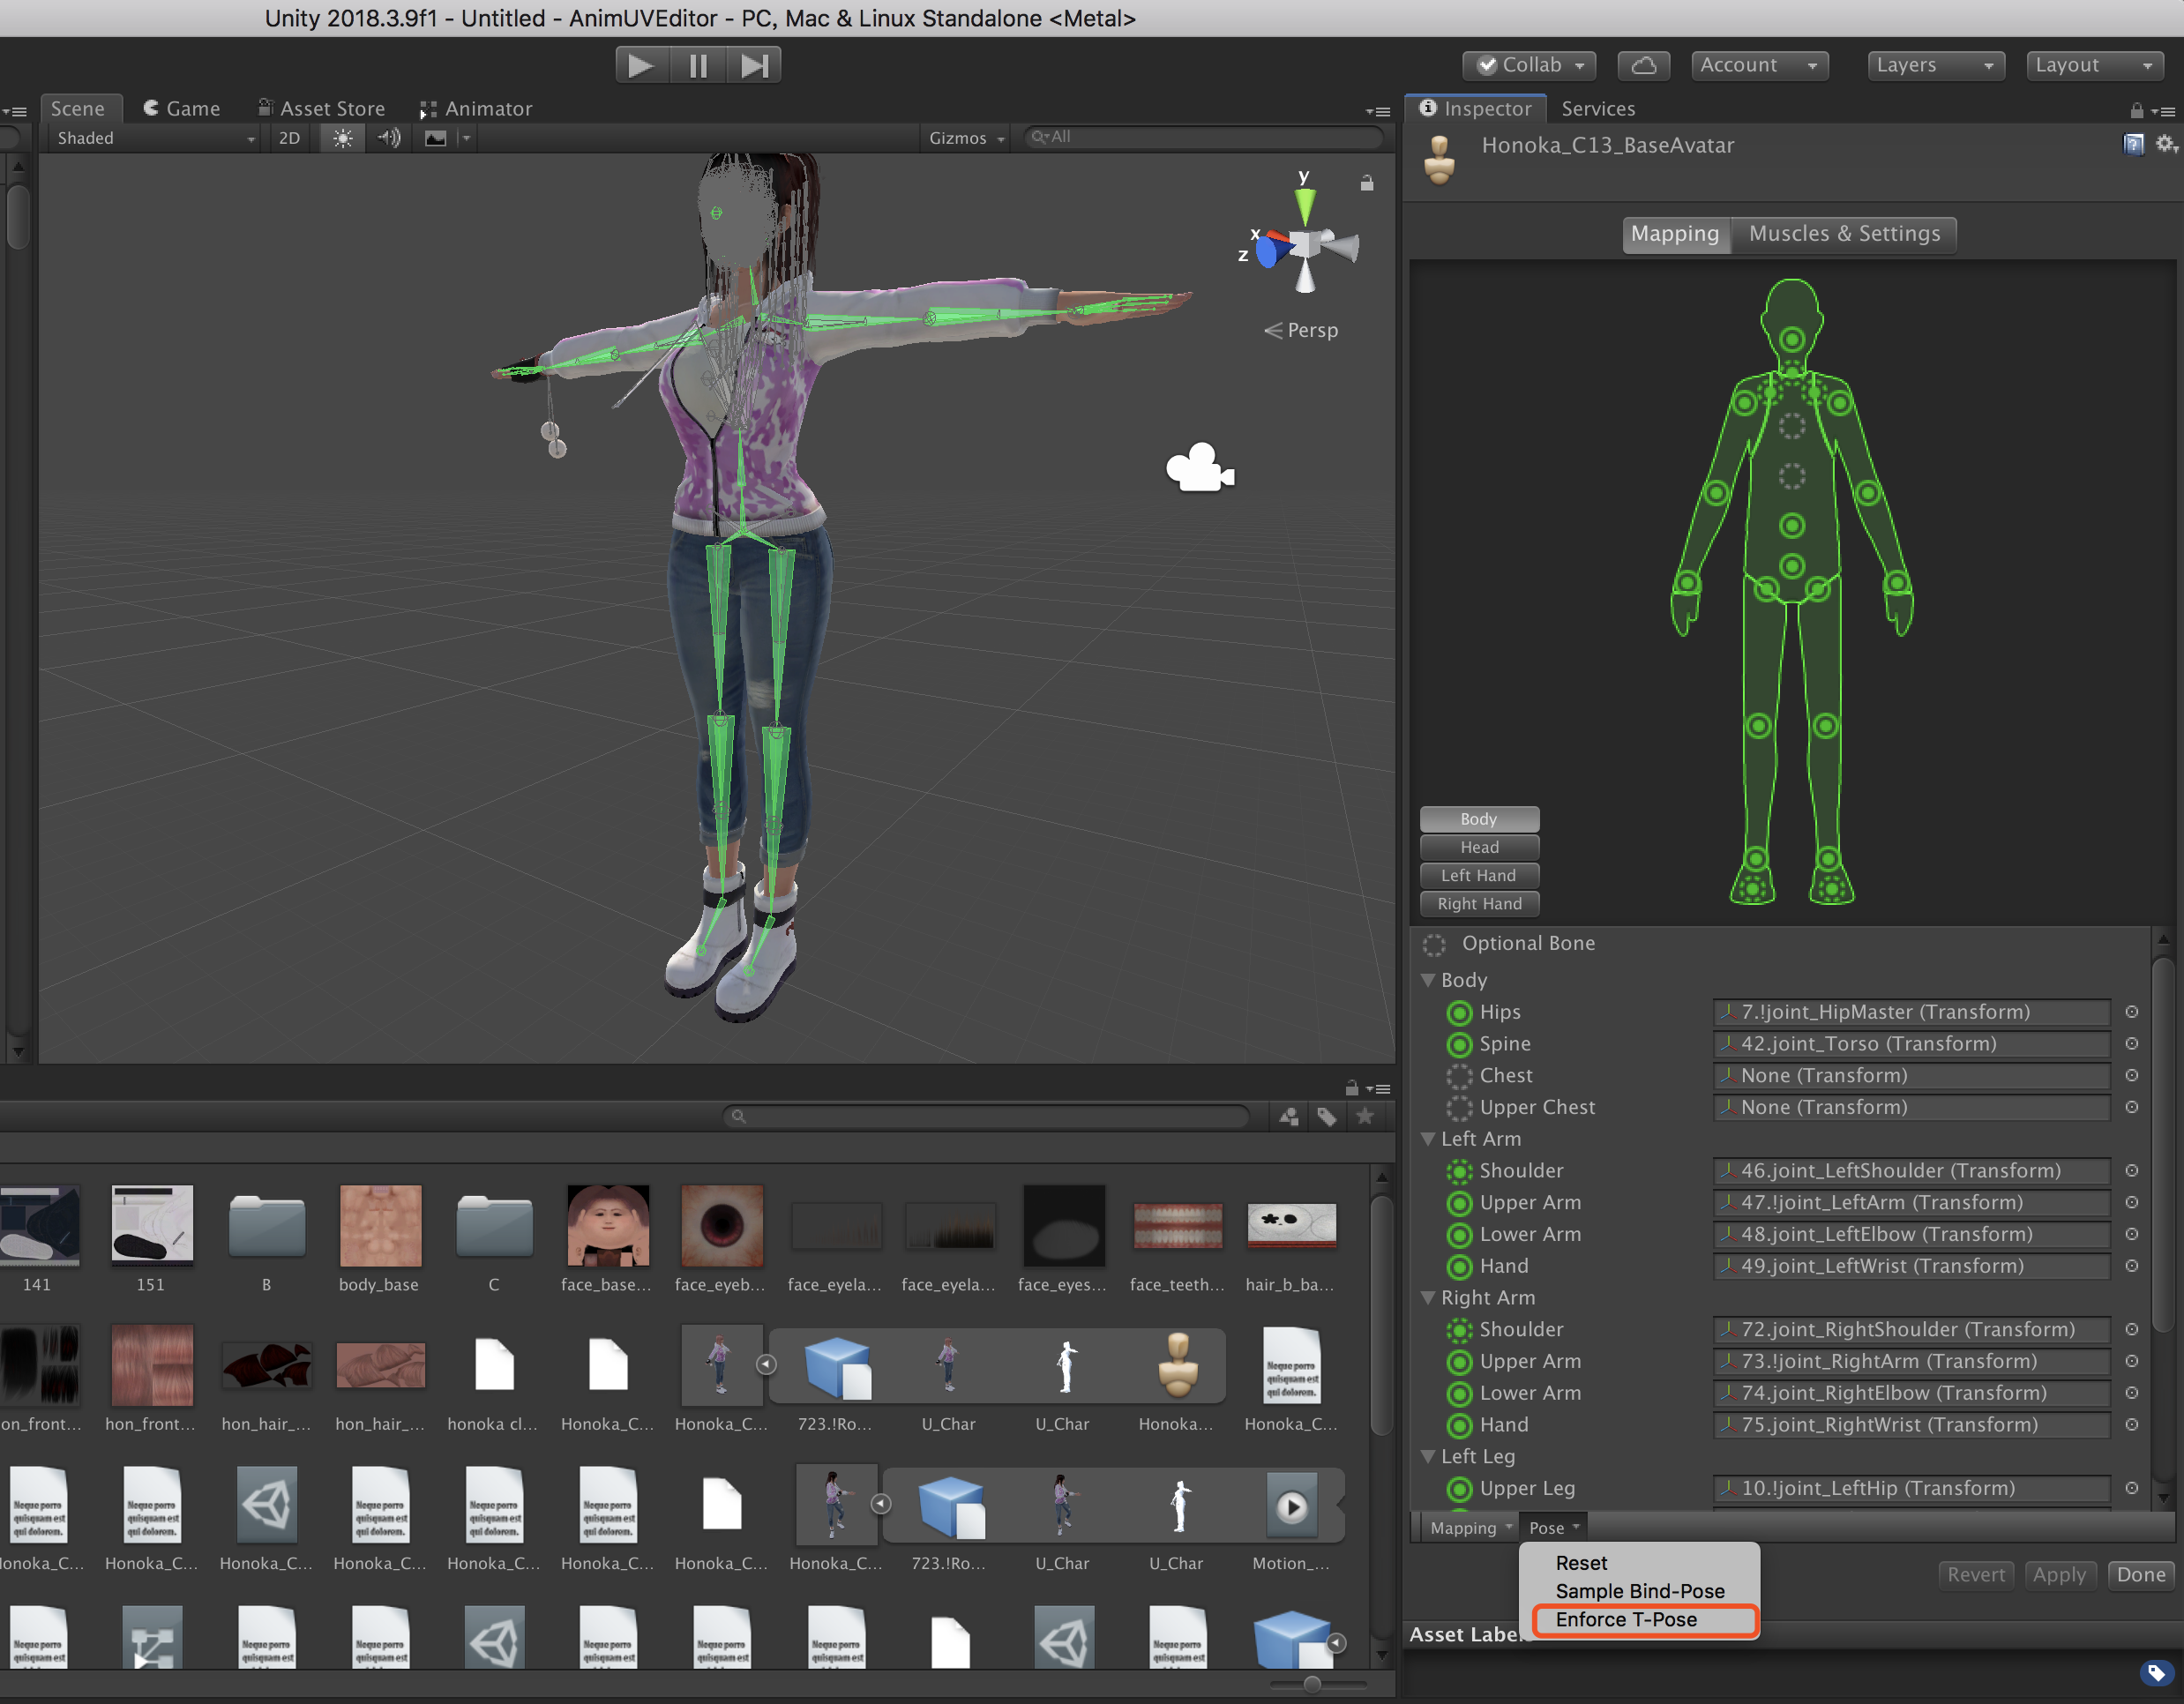 Unity 2018.3.9f1 - Untitled - AnimUVEditor - PC, Mac & Linux Standalone <Metal>
Collab
Account
Layers
Layout
Scene
Game
Asset Store
Animator
Inspector
Services
Shaded
2D
Gizmos
All
Honoka_C13_BaseAvatar
Mapping
Muscles & Settings
y
x
z
Persp
Body
Head
Left Hand
Right Hand
Optional Bone
Body
Hips 7.!joint_HipMaster (Transform)
Spine 42.joint_Torso (Transform)
Chest None (Transform)
Upper Chest None (Transform)
Left Arm
Shoulder 46.joint_LeftShoulder (Transform)
Upper Arm 47.!joint_LeftArm (Transform)
Lower Arm 48.joint_LeftElbow (Transform)
Hand 49.joint_LeftWrist (Transform)
Right Arm
Shoulder 72.joint_RightShoulder (Transform)
Upper Arm 73.!joint_RightArm (Transform)
Lower Arm 74.joint_RightElbow (Transform)
Hand 75.joint_RightWrist (Transform)
Left Leg
Upper Leg 10.!joint_LeftHip (Transform)
Mapping
Pose
Reset
Sample Bind-Pose
Enforce T-Pose
Revert
Apply
Done
Asset Label
141 151 B body_base C face_base... face_eyeb... face_eyela... face_eyela... face_eyes... face_teeth... hair_b_ba...
on_front... hon_front... hon_hair_... hon_hair_... honoka cl... Honoka_C... Honoka_C... 723.!Ro... U_Char U_Char Honoka... Honoka_C...
Honoka_C... Honoka_C... Honoka_C... Honoka_C... Honoka_C... Honoka_C... Honoka_C... 723.!Ro... U_Char U_Char Motion_...